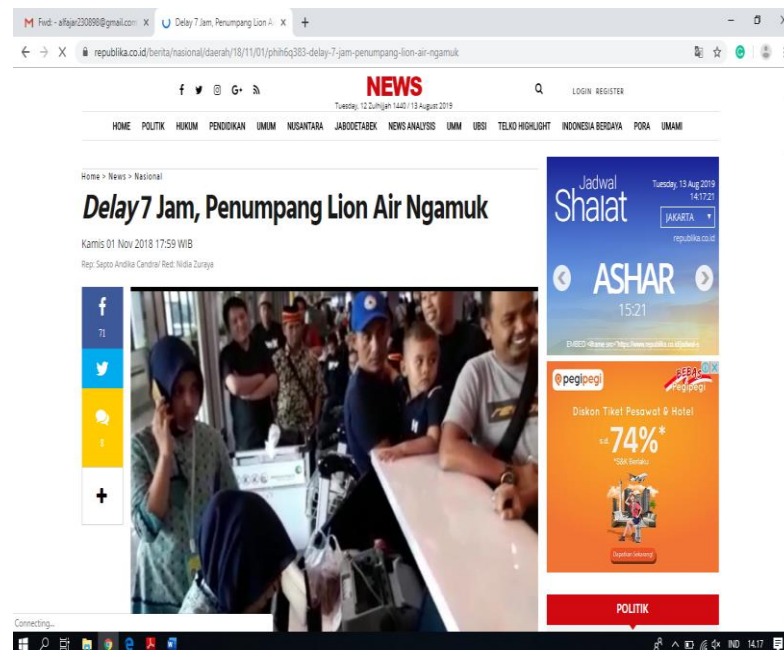 Fwd: - alfajar230898@gmail.com
Delay 7 Jam, Penumpang Lion A
republika.co.id/berita/nasional/daerah/18/11/01/phih6q383-delay-7-jam-penumpang-lion-air-ngamuk
NEWS
Tuesday, 12 Zulhijjah 1440 / 13 August 2019
LOGIN REGISTER
HOME POLITIK HUKUM PENDIDIKAN UMUM NUSANTARA JABODETABEK NEWS ANALYSIS UMM UBSI TELKO HIGHLIGHT INDONESIA BERDAYA PORA UMAMI
Home > News > Nasional
Delay 7 Jam, Penumpang Lion Air Ngamuk
Kamis 01 Nov 2018 17:59 WIB
Rep: Sapto Andika Candra/ Red: Nidia Zuraya
71
0
Jadwal
Shalat
Tuesday, 13 Aug 2019
14:17:21
JAKARTA
republika.co.id
ASHAR
15:21
pegipegi
BEBAS
Pegipegi
Diskon Tiket Pesawat & Hotel
s.d. 74%*
*S&K Berlaku
Dapatkan Sekarang!
POLITIK
Connecting...
IND 14.17